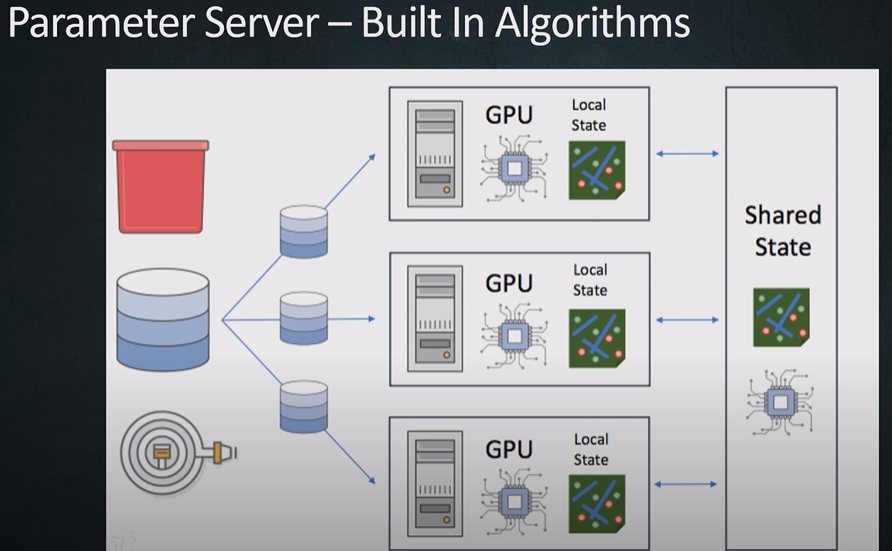 Parameter Server – Built In Algorithms
GPU
Local
State
GPU
Local
State
GPU
Local
State
Shared
State